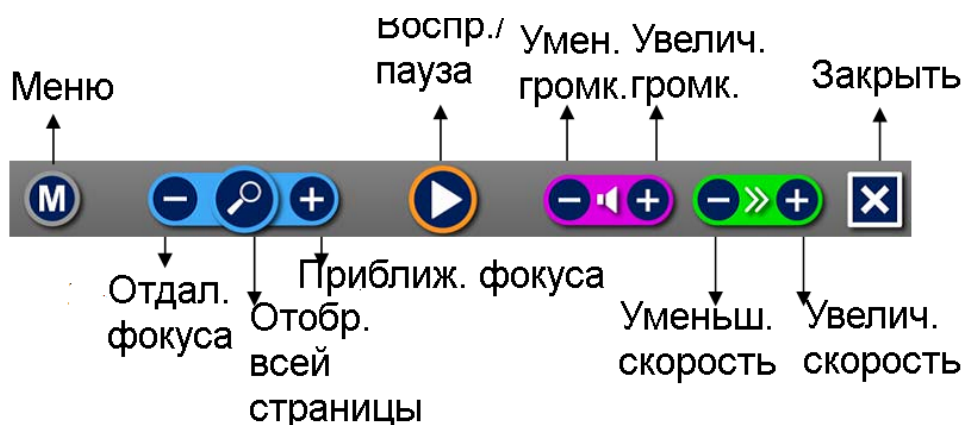 Воспр./
пауза
Умен.
громк.
Увелич.
громк.
Закрыть
Меню
M
Отдал.
фокуса
Отобр.
всей
страницы
Приближ. фокуса
Уменьш.
скорость
Увелич.
скорость